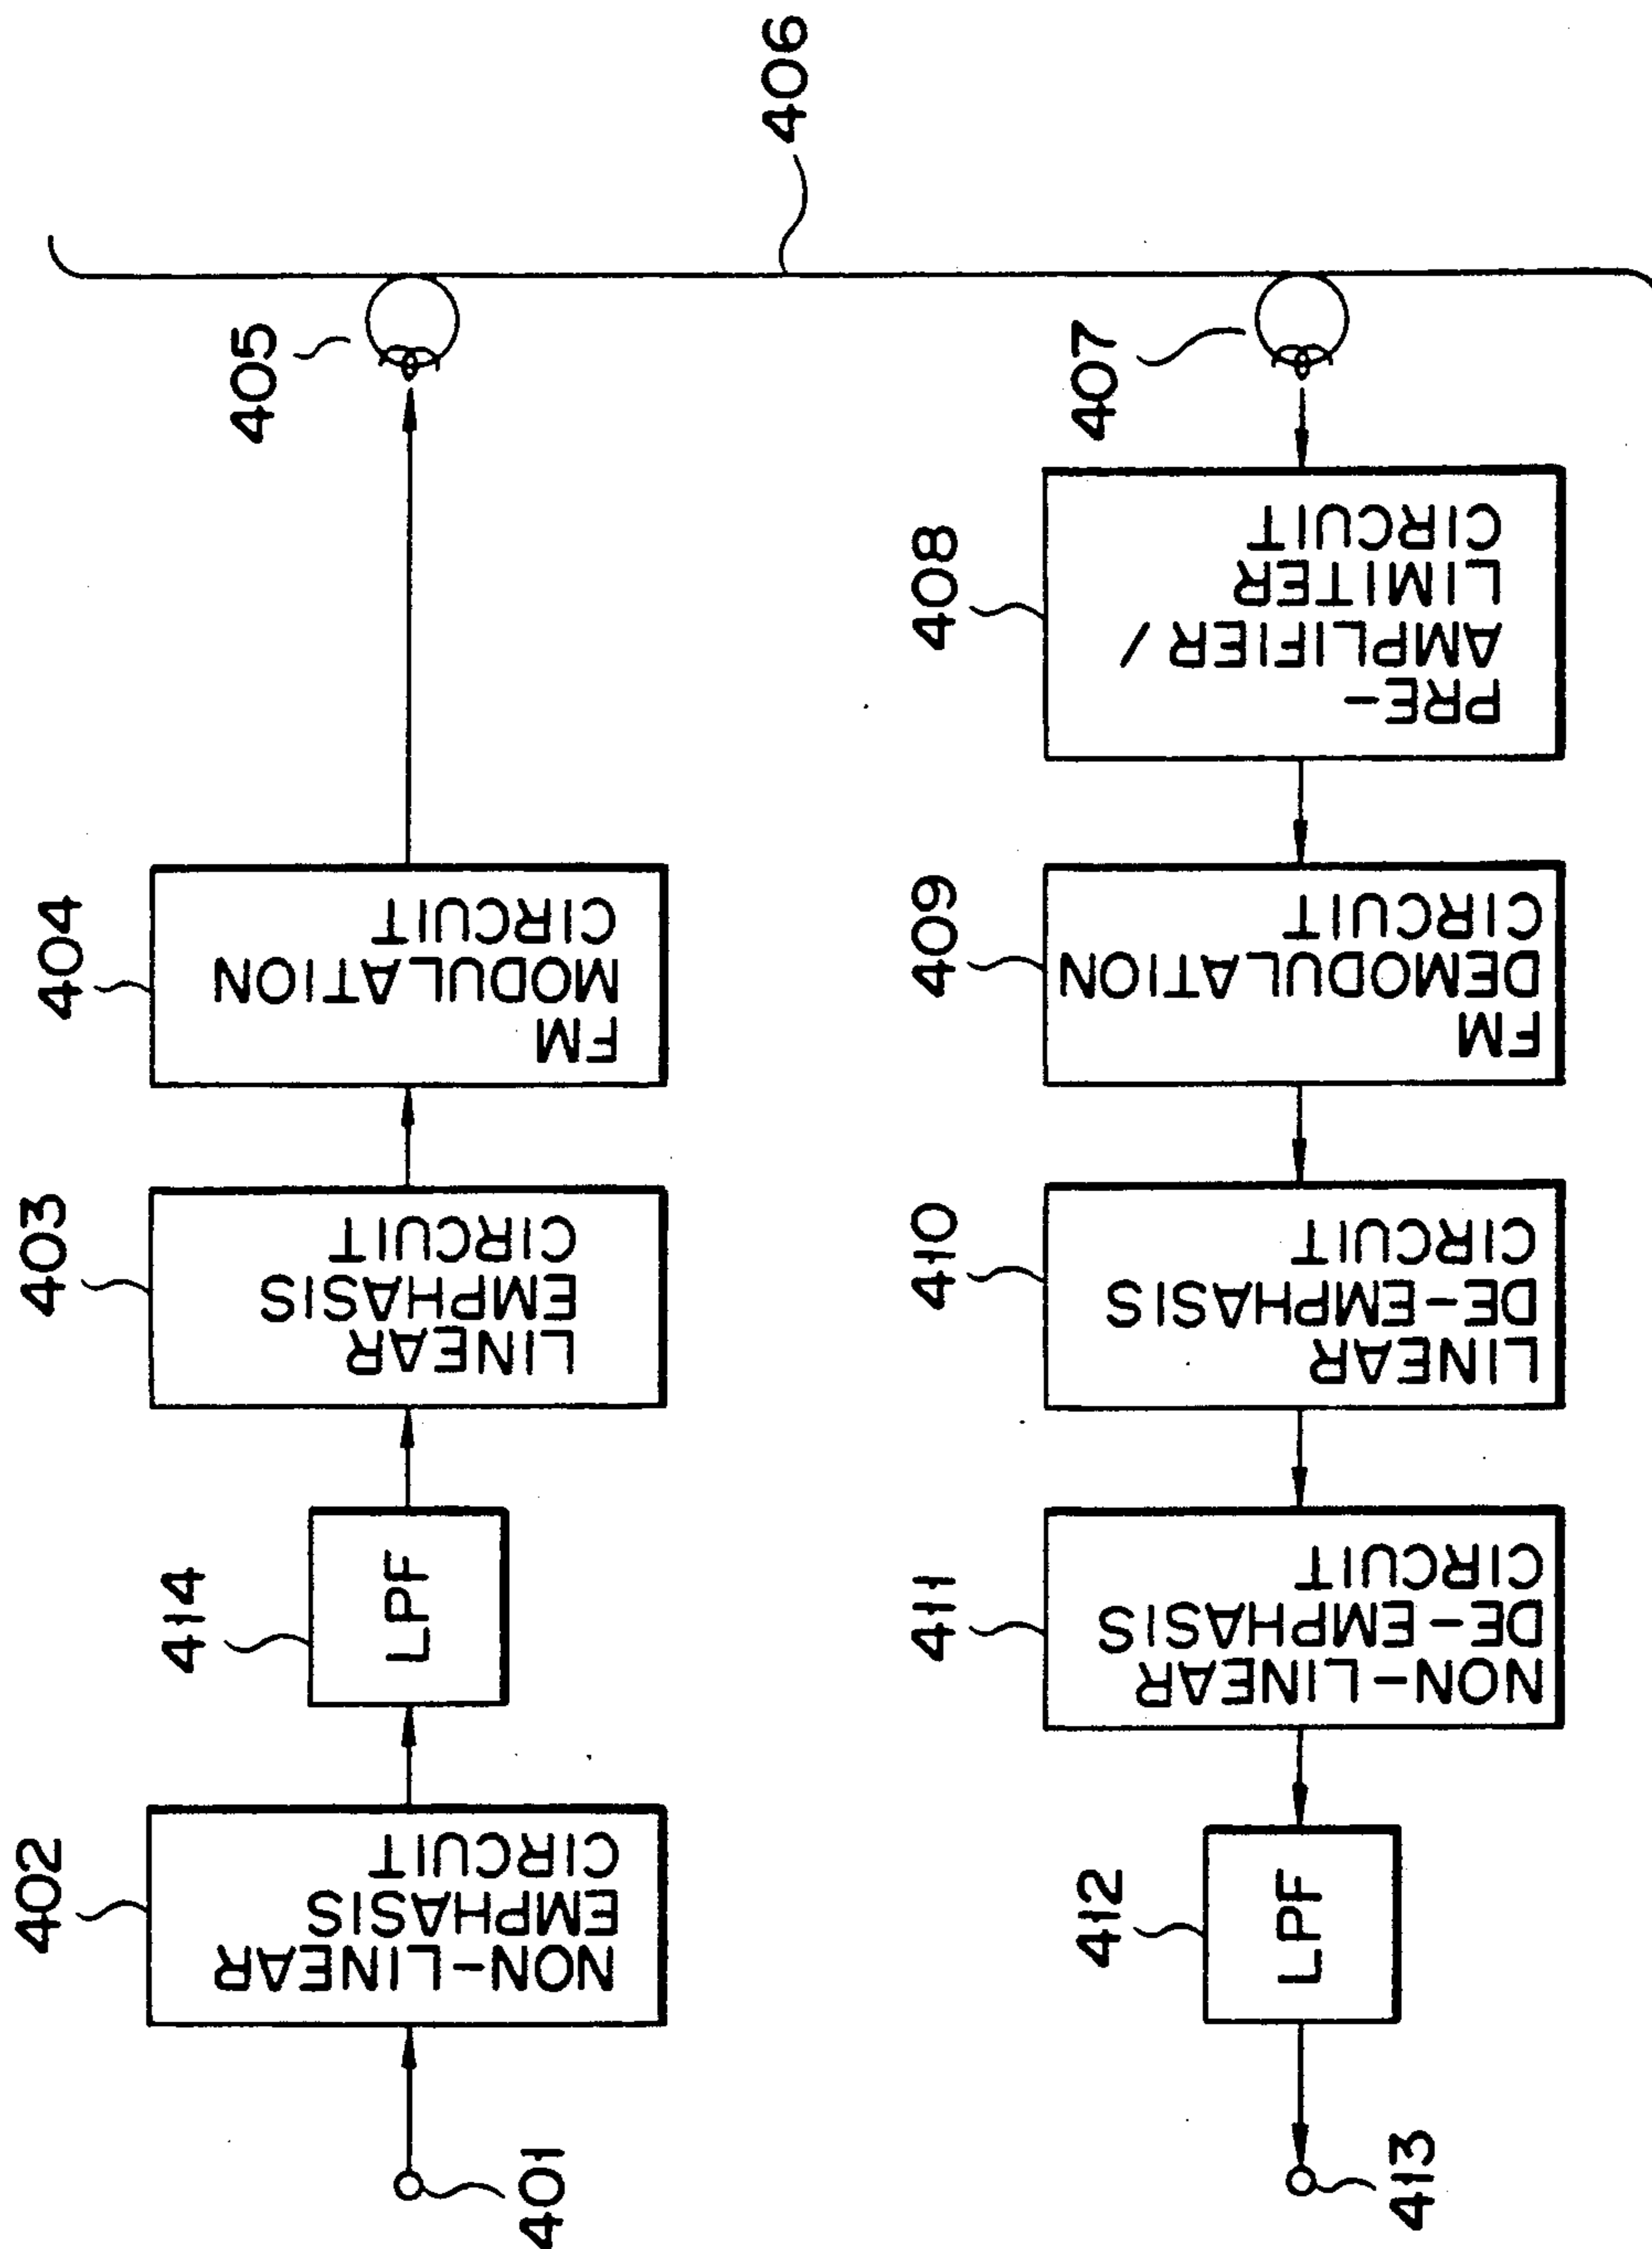 406
405
404
FM
MODULATION
CIRCUIT
403
LINEAR
EMPHASIS
CIRCUIT
414
LPF
402
NON-LINEAR
EMPHASIS
CIRCUIT
401
407
408
PRE-
AMPLIFIER /
LIMITER
CIRCUIT
409
FM
DEMODULATION
CIRCUIT
410
LINEAR
DE-EMPHASIS
CIRCUIT
411
NON-LINEAR
DE-EMPHASIS
CIRCUIT
412
LPF
413